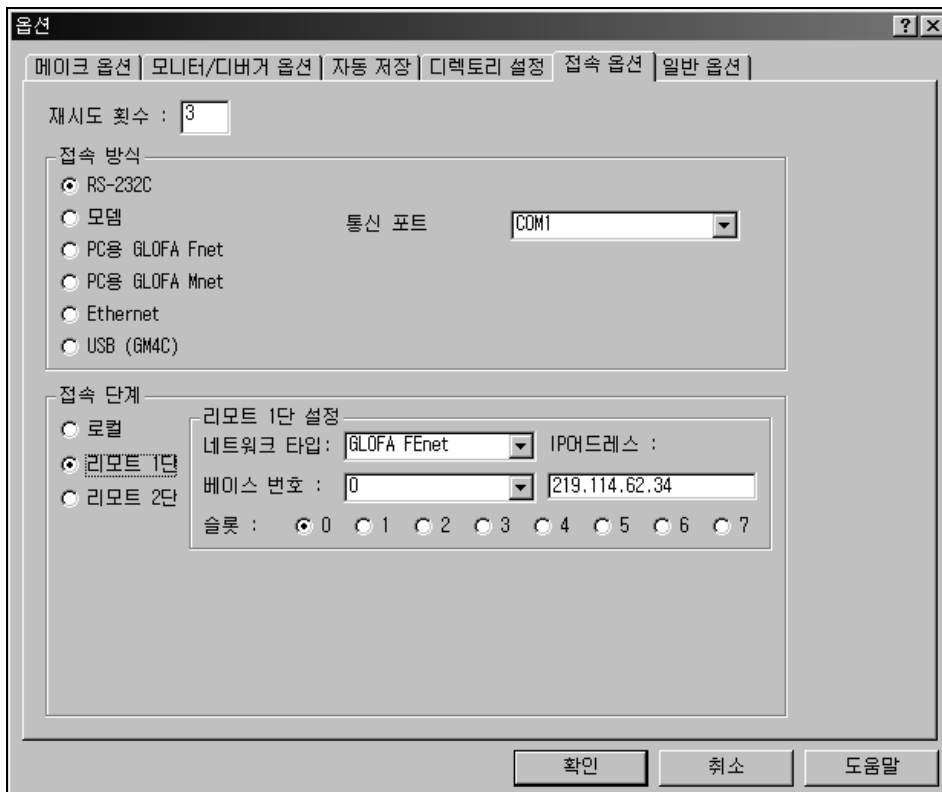 옵션
메이크 옵션 모니터/디버거 옵션 자동 저장 디렉토리 설정 접속 옵션 일반 옵션
재시도 횟수 : 3
접속 방식
RS-232C
모뎀
통신 포트 COM1
PC용 GLOFA Fnet
PC용 GLOFA Mnet
Ethernet
USB (GM4C)
접속 단계
로컬
리모트 1단
리모트 2단
리모트 1단 설정
네트워크 타입: GLOFA FEnet IP어드레스 :
베이스 번호 : 0 219.114.62.34
슬롯 : 0 1 2 3 4 5 6 7
확인 취소 도움말